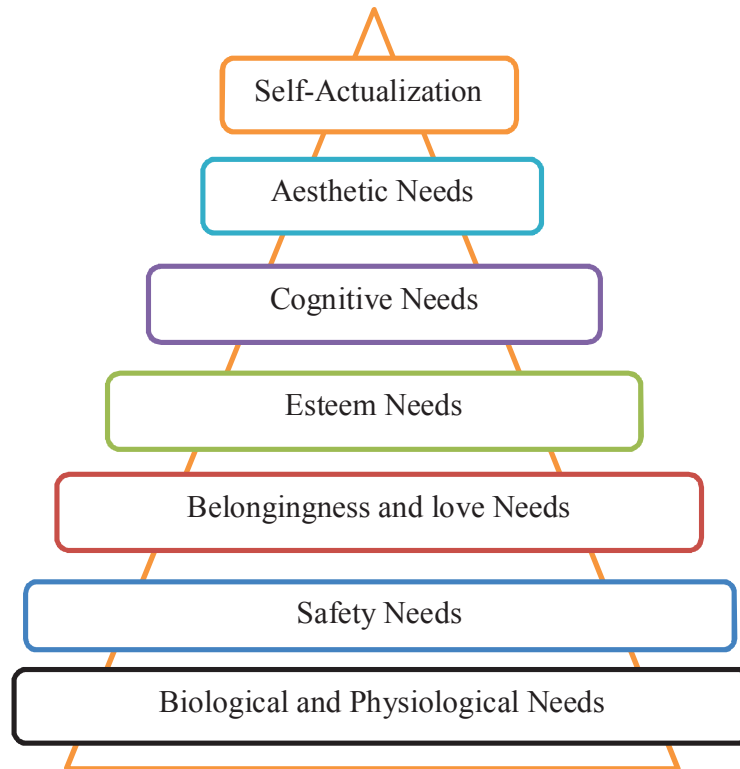 Self-Actualization
Aesthetic Needs
Cognitive Needs
Esteem Needs
Belongingness and love Needs
Safety Needs
Biological and Physiological Needs